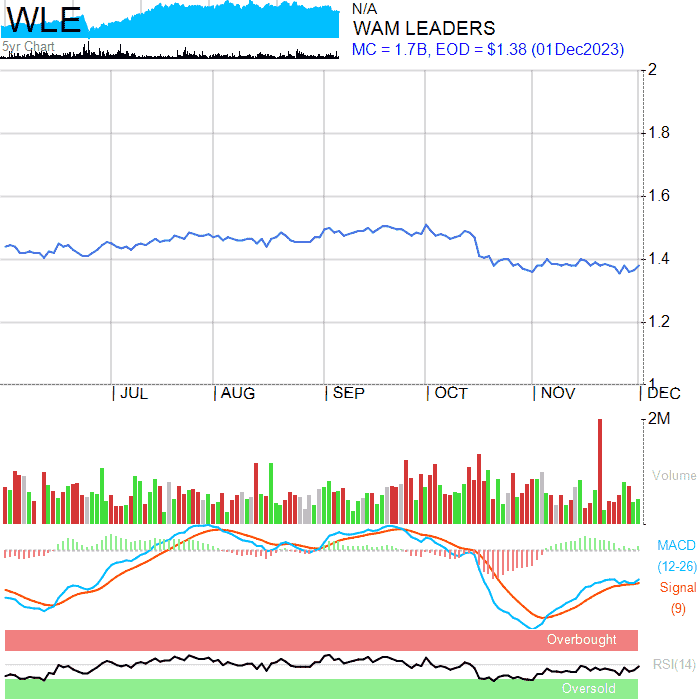 WLE
5yr Chart
N/A
WAM LEADERS
MC = 1.7B, EOD = $1.38 (01Dec2023)
2
1.8
1.6
1.4
1.2
1
| JUL | AUG | SEP | OCT | NOV | DEC
2M
Volume
MACD
(12-26)
Signal
(9)
Overbought
RSI(14)
Oversold